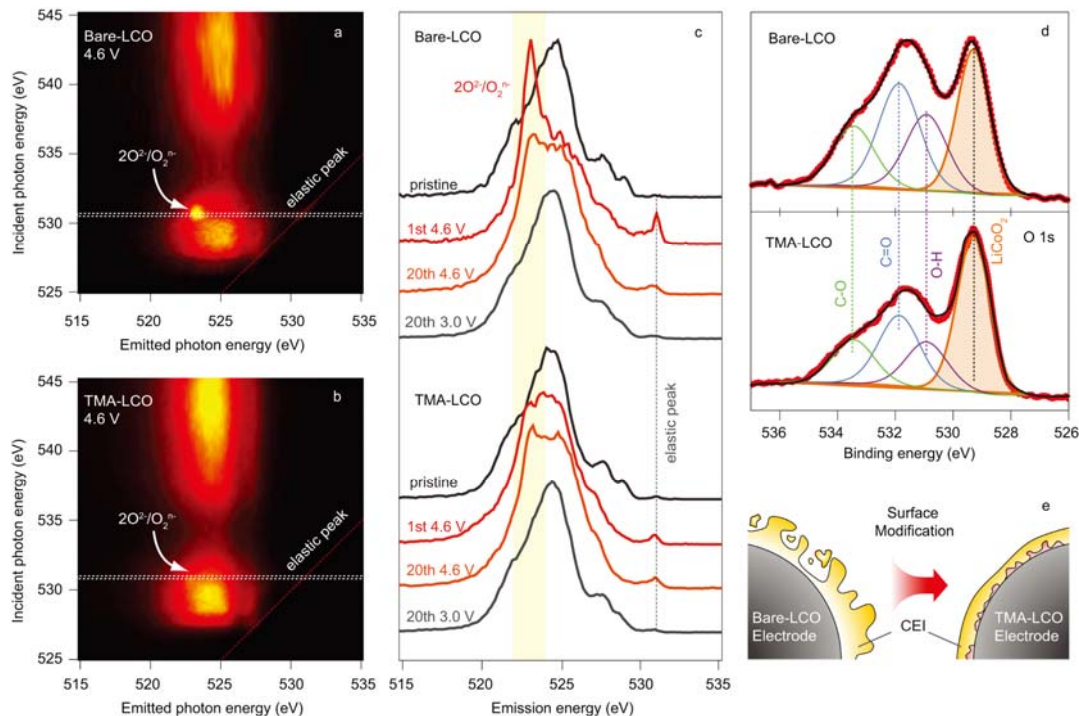 a
Bare-LCO
4.6 V
2O²⁻/O₂ⁿ⁻
elastic peak
Incident photon energy (eV)
545
540
535
530
525
515
520
525
530
535
Emitted photon energy (eV)
b
TMA-LCO
4.6 V
2O²⁻/O₂ⁿ⁻
elastic peak
Incident photon energy (eV)
545
540
535
530
525
515
520
525
530
535
Emitted photon energy (eV)
c
Bare-LCO
2O²⁻/O₂ⁿ⁻
pristine
1st 4.6 V
20th 4.6 V
20th 3.0 V
TMA-LCO
elastic peak
pristine
1st 4.6 V
20th 4.6 V
20th 3.0 V
515
520
525
530
535
Emission energy (eV)
d
Bare-LCO
TMA-LCO
O 1s
C-O
C=O
O-H
LiCoO₂
536
534
532
530
528
526
Binding energy (eV)
e
Surface
Modification
Bare-LCO
Electrode
CEI
TMA-LCO
Electrode